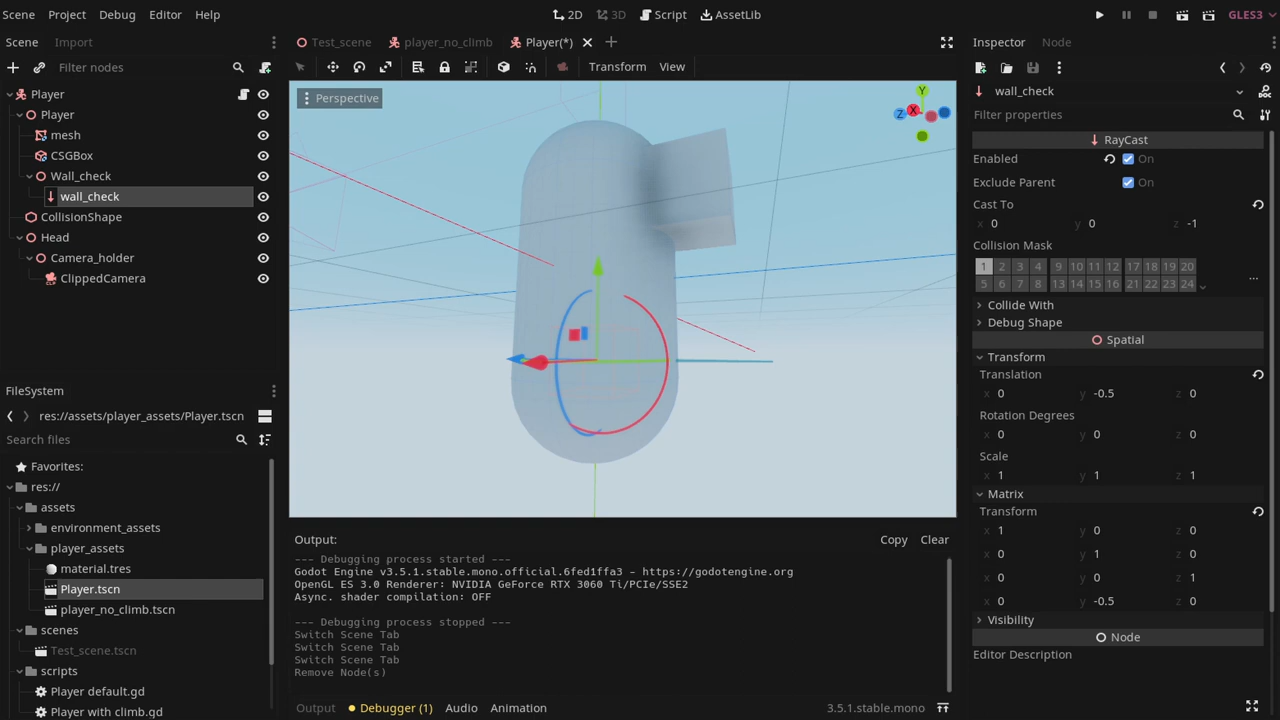 Scene Project Debug Editor Help
2D 3D Script AssetLib
GLES3
Scene Import
Filter nodes
Player
Player
mesh
CSGBox
Wall_check
wall_check
CollisionShape
Head
Camera_holder
ClippedCamera
FileSystem
res://assets/player_assets/Player.tscn
Search files
Favorites:
res://
assets
environment_assets
player_assets
material.tres
Player.tscn
player_no_climb.tscn
scenes
Test_scene.tscn
scripts
Player default.gd
Player with climb.gd
Test_scene player_no_climb Player(*)
Transform View
Perspective
Y
Z X
Output: Copy Clear
--- Debugging process started ---
Godot Engine v3.5.1.stable.mono.official.6fed1ffa3 - https://godotengine.org
OpenGL ES 3.0 Renderer: NVIDIA GeForce RTX 3060 Ti/PCIe/SSE2
Async. shader compilation: OFF
--- Debugging process stopped ---
Switch Scene Tab
Switch Scene Tab
Switch Scene Tab
Remove Node(s)
Output Debugger (1) Audio Animation 3.5.1.stable.mono
Inspector Node
wall_check
Filter properties
RayCast
Enabled On
Exclude Parent On
Cast To
x 0 y 0 z -1
Collision Mask
1 2 3 4 9 10 11 12 17 18 19 20
5 6 7 8 13 14 15 16 21 22 23 24
Collide With
Debug Shape
Spatial
Transform
Translation
x 0 y -0.5 z 0
Rotation Degrees
x 0 y 0 z 0
Scale
x 1 y 1 z 1
Matrix
Transform
1 0 0
0 1 0
0 0 1
0 -0.5 0
Visibility
Node
Editor Description